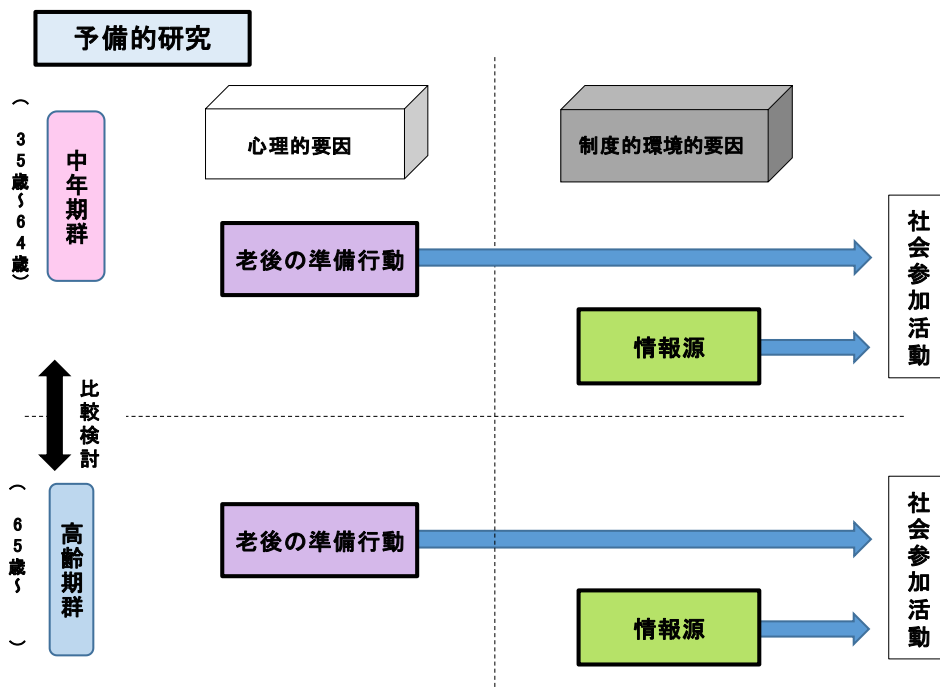 予備的研究
心理的要因
制度的環境的要因
(35歳~64歳)
中年期群
老後の準備行動
情報源
社会参加活動
比較検討
(65歳~)
高齢期群
老後の準備行動
情報源
社会参加活動